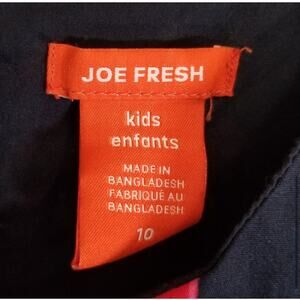 JOE FRESH
kids
enfants
MADE IN
BANGLADESH
FABRIQUÉ AU
BANGLADESH
10